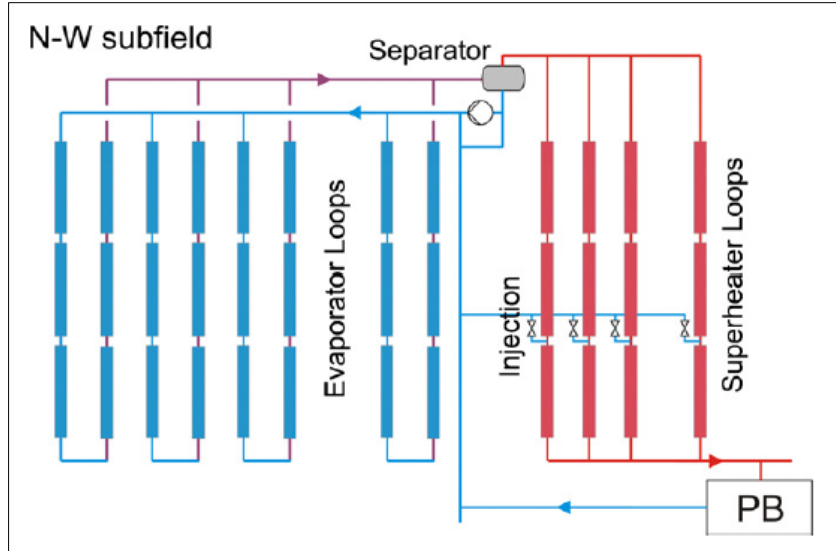 N-W subfield
Separator
Evaporator Loops
Injection
Superheater Loops
PB